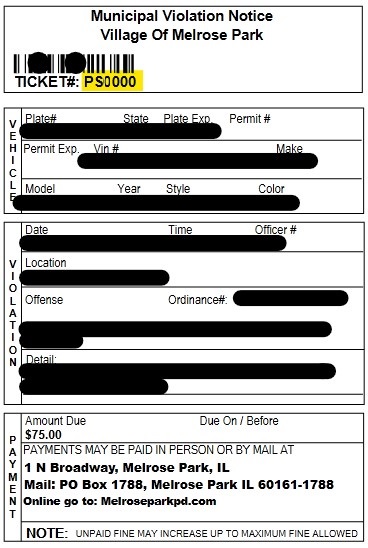 Municipal Violation Notice
Village Of Melrose Park
TICKET#: PS0000
VEHICLE
Plate# State Plate Exp. Permit #
Permit Exp. Vin # Make
Model Year Style Color
VIOLATION
Date Time Officer #
Location
Offense Ordinance#:
Detail:
PAYMENT
Amount Due Due On / Before
$75.00
PAYMENTS MAY BE PAID IN PERSON OR BY MAIL AT
1 N Broadway, Melrose Park, IL
Mail: PO Box 1788, Melrose Park IL 60161-1788
Online go to: Melroseparkpd.com
NOTE: UNPAID FINE MAY INCREASE UP TO MAXIMUM FINE ALLOWED